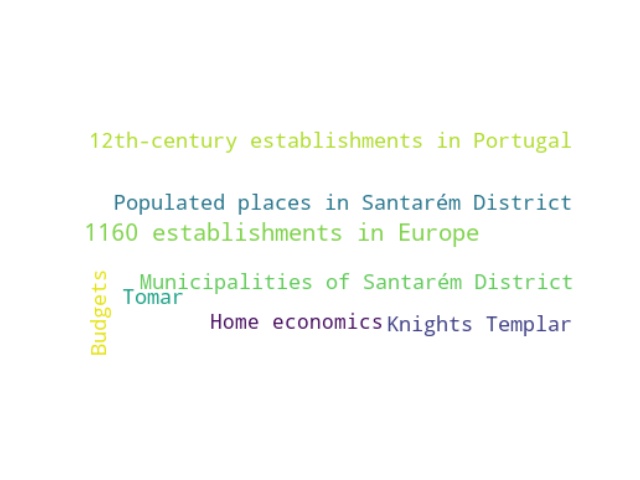 12th-century establishments in Portugal
Populated places in Santarém District
1160 establishments in Europe
Municipalities of Santarém District
Tomar
Budgets
Home economics
Knights Templar